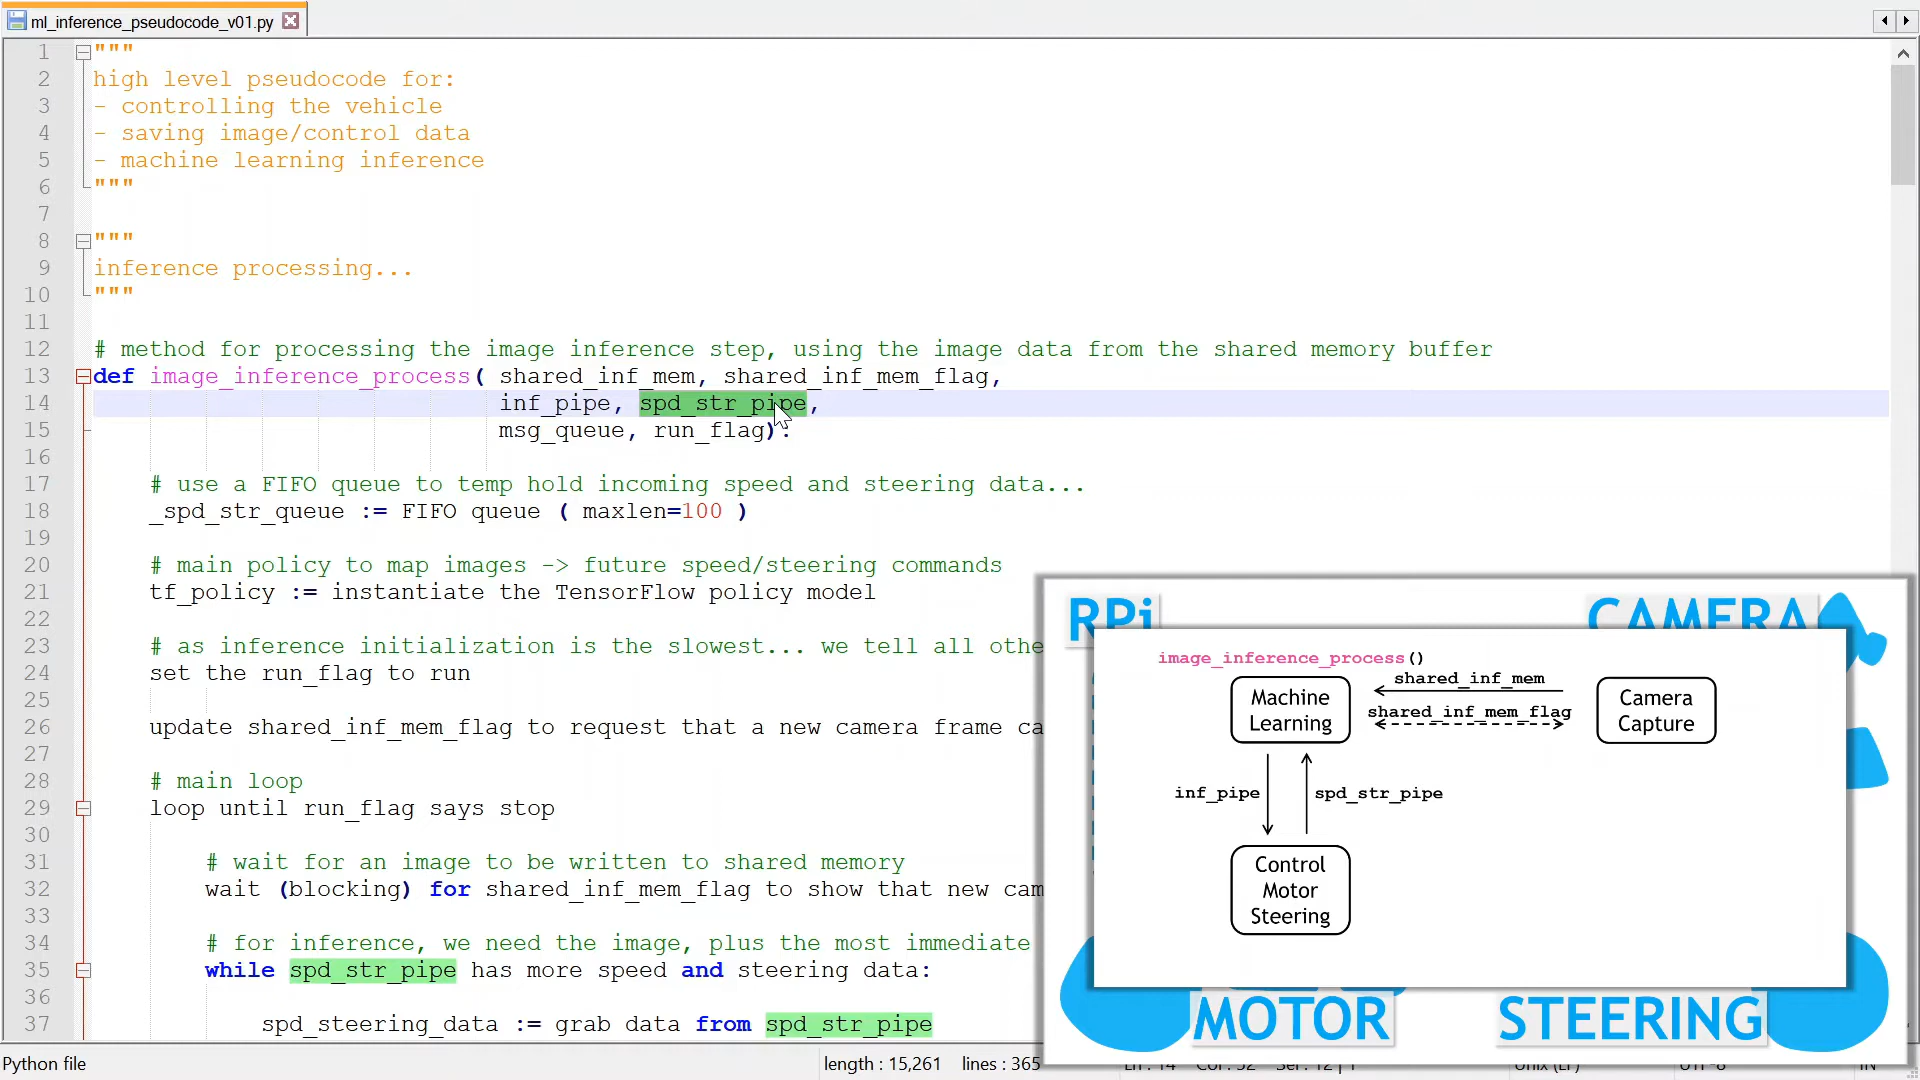 ml_inference_pseudocode_v01.py
1 """
2 high level pseudocode for:
3 - controlling the vehicle
4 - saving image/control data
5 - machine learning inference
6 """
7
8 """
9 inference processing...
10 """
11
12 # method for processing the image inference step, using the image data from the shared memory buffer
13 def image_inference_process( shared_inf_mem, shared_inf_mem_flag,
14 inf_pipe, spd_str_pipe,
15 msg_queue, run_flag):
16
17 # use a FIFO queue to temp hold incoming speed and steering data...
18 _spd_str_queue := FIFO queue ( maxlen=100 )
19
20 # main policy to map images -> future speed/steering commands
21 tf_policy := instantiate the TensorFlow policy model
22
23 # as inference initialization is the slowest... we tell all othe
24 set the run_flag to run
25
26 update shared_inf_mem_flag to request that a new camera frame ca
27
28 # main loop
29 loop until run_flag says stop
30
31 # wait for an image to be written to shared memory
32 wait (blocking) for shared_inf_mem_flag to show that new cam
33
34 # for inference, we need the image, plus the most immediate
35 while spd_str_pipe has more speed and steering data:
36
37 spd_steering_data := grab data from spd_str_pipe
RPi
CAMERA
image_inference_process()
shared_inf_mem
Machine
Learning
shared_inf_mem_flag
Camera
Capture
inf_pipe
spd_str_pipe
Control
Motor
Steering
MOTOR
STEERING
Python file
length : 15,261 lines : 365